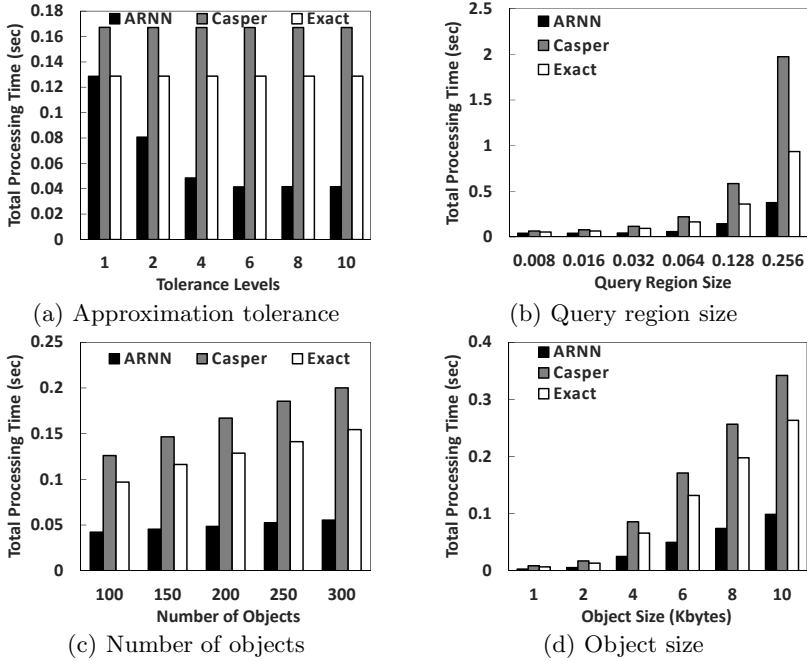 ARNN Casper Exact
Total Processing Time (sec)
0.18
0.16
0.14
0.12
0.1
0.08
0.06
0.04
0.02
0
1 2 4 6 8 10
Tolerance Levels
(a) Approximation tolerance
ARNN
Casper
Exact
Total Processing Time (sec)
2.5
2
1.5
1
0.5
0
0.008 0.016 0.032 0.064 0.128 0.256
Query Region Size
(b) Query region size
ARNN Casper Exact
Total Processing Time (sec)
0.25
0.2
0.15
0.1
0.05
0
100 150 200 250 300
Number of Objects
(c) Number of objects
ARNN
Casper
Exact
Total Processing Time (sec)
0.4
0.3
0.2
0.1
0
1 2 4 6 8 10
Object Size (Kbytes)
(d) Object size